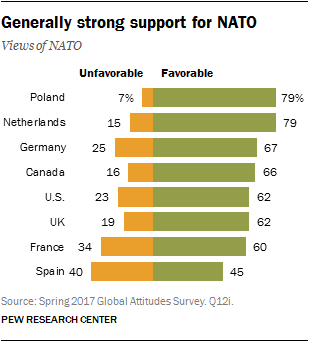 Generally strong support for NATO
Views of NATO
Unfavorable Favorable
Poland 7% 79%
Netherlands 15 79
Germany 25 67
Canada 16 66
U.S. 23 62
UK 19 62
France 34 60
Spain 40 45
Source: Spring 2017 Global Attitudes Survey. Q12i.
PEW RESEARCH CENTER